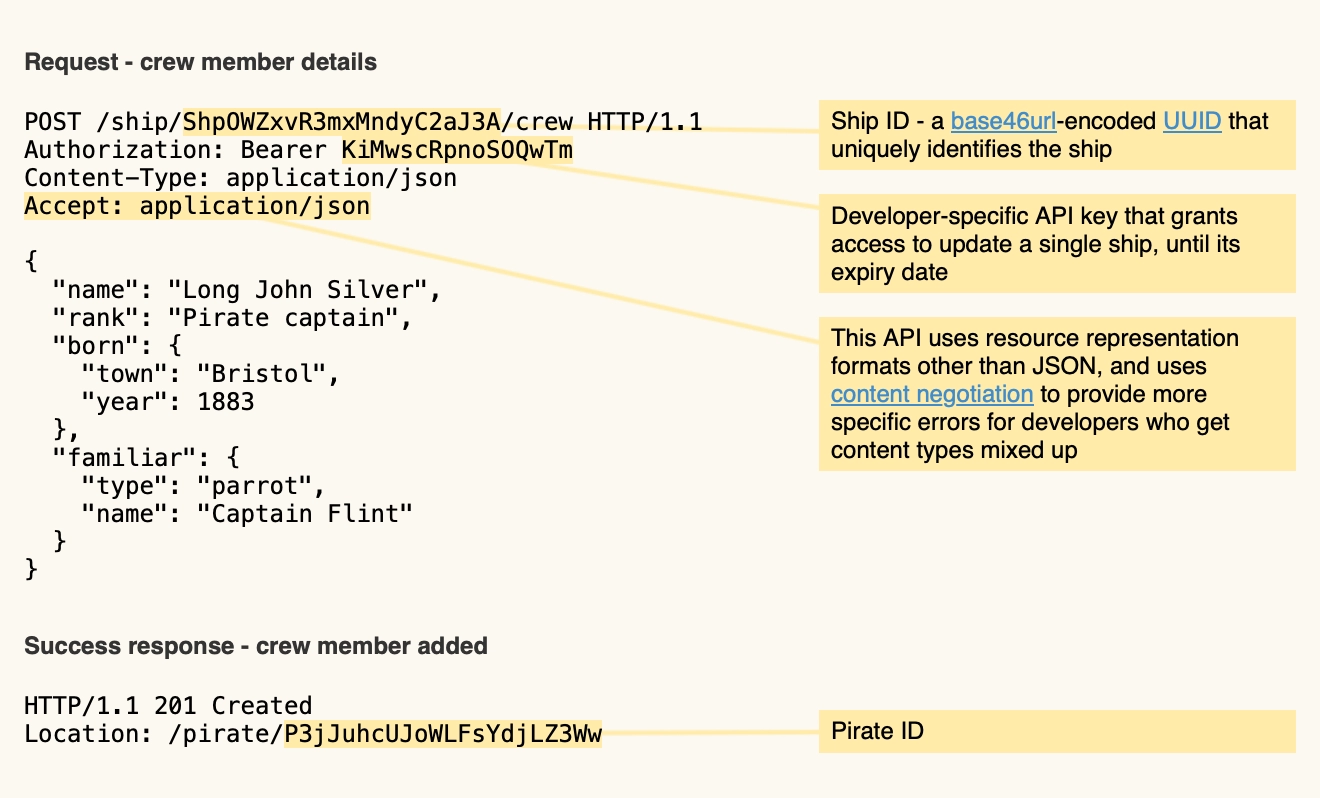 Request - crew member details
POST /ship/ShpOWZxvR3mxMndyC2aJ3A/crew HTTP/1.1
Authorization: Bearer KiMwscRpnoSOQwTm
Content-Type: application/json
Accept: application/json
{
  "name": "Long John Silver",
  "rank": "Pirate captain",
  "born": {
    "town": "Bristol",
    "year": 1883
  },
  "familiar": {
    "type": "parrot",
    "name": "Captain Flint"
  }
}
Ship ID - a base46url-encoded UUID that
uniquely identifies the ship
Developer-specific API key that grants
access to update a single ship, until its
expiry date
This API uses resource representation
formats other than JSON, and uses
content negotiation to provide more
specific errors for developers who get
content types mixed up
Success response - crew member added
HTTP/1.1 201 Created
Location: /pirate/P3jJuhcUJoWLFsYdjLZ3Ww
Pirate ID